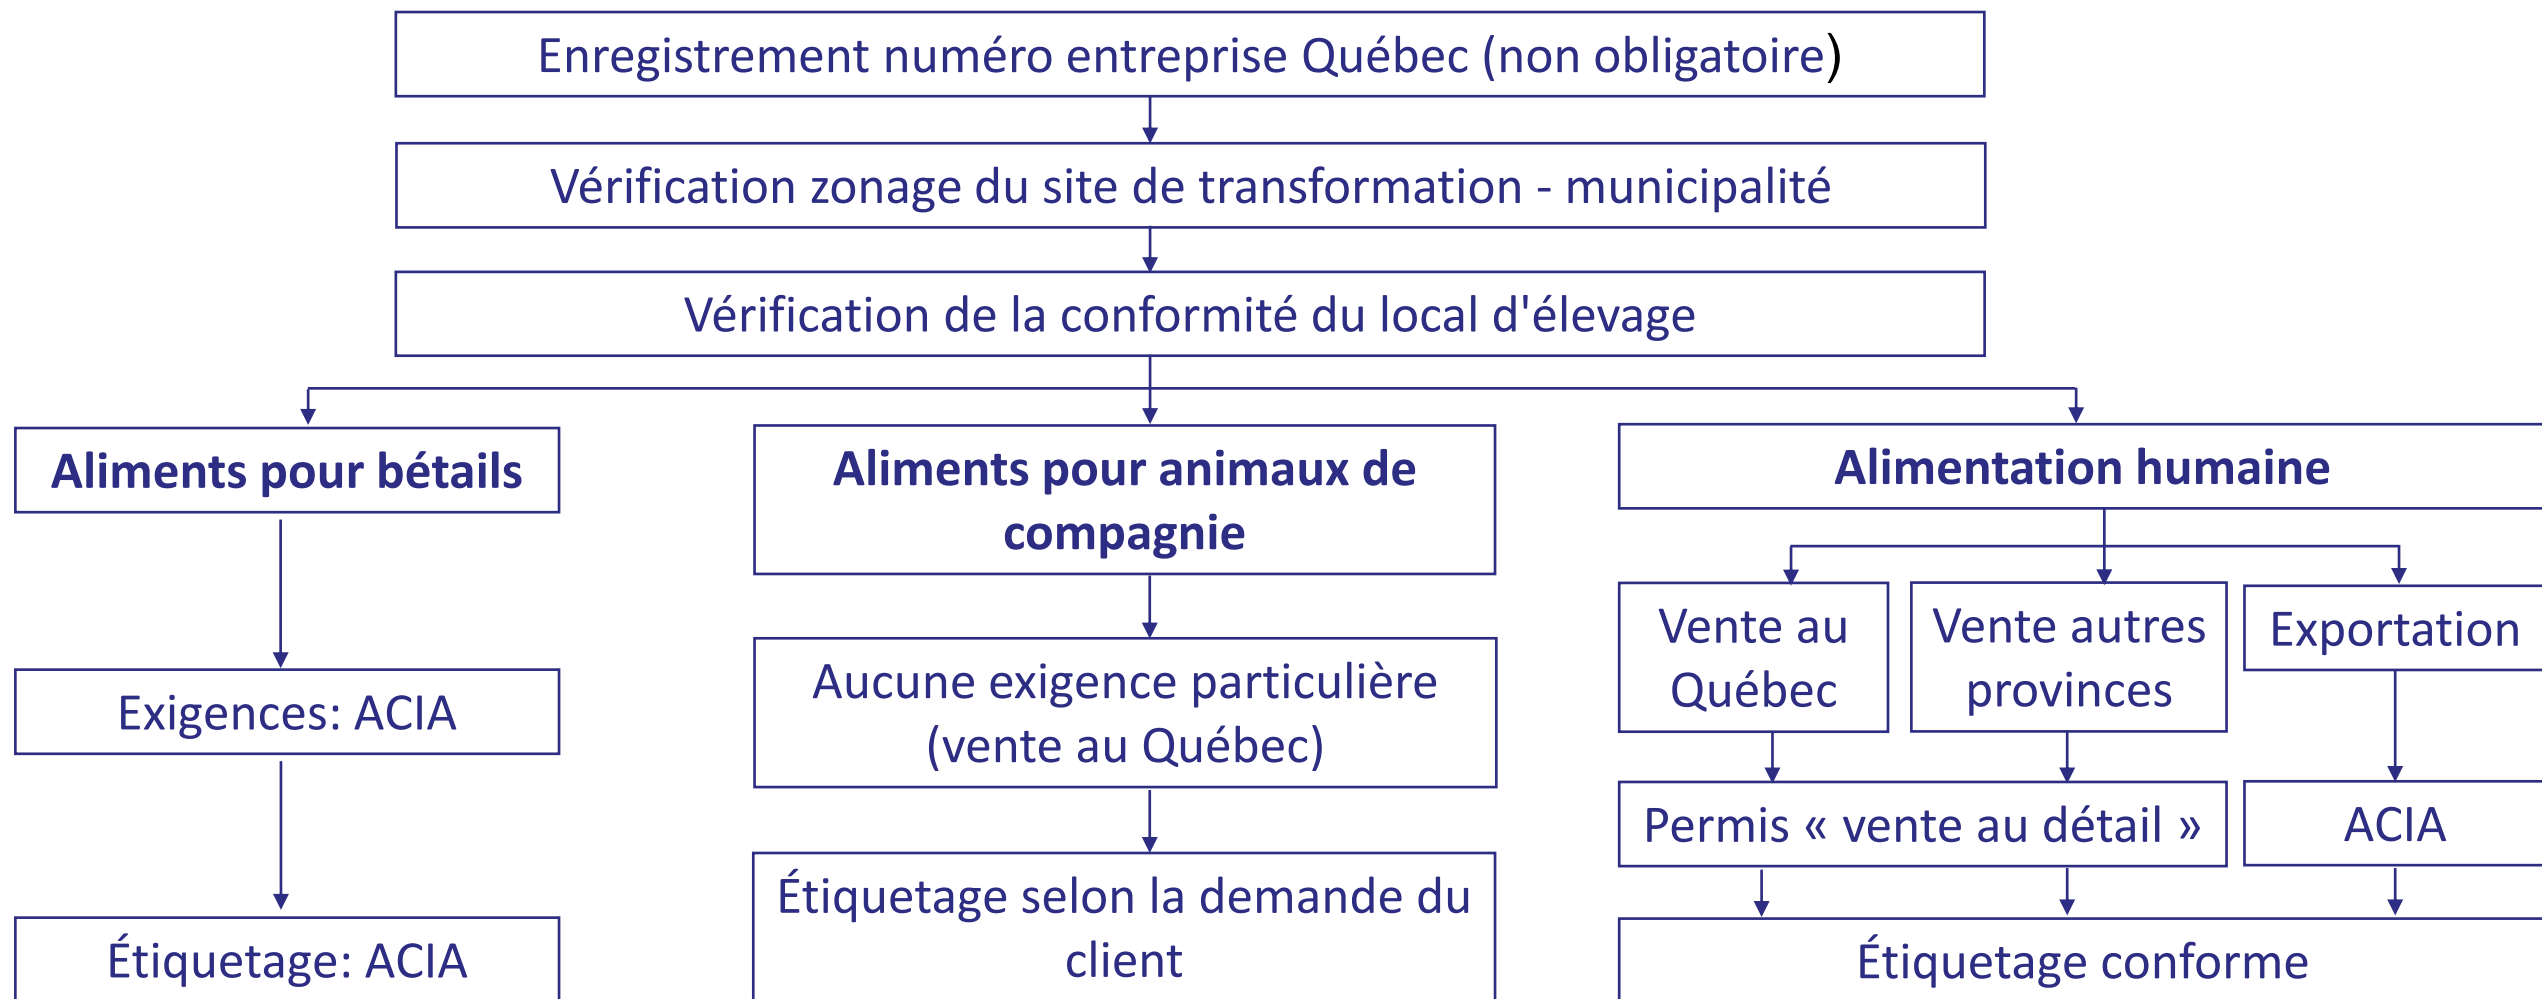 Enregistrement numéro entreprise Québec (non obligatoire)
Vérification zonage du site de transformation - municipalité
Vérification de la conformité du local d'élevage
Aliments pour bétails
Exigences: ACIA
Étiquetage: ACIA
Aliments pour animaux de
compagnie
Aucune exigence particulière
(vente au Québec)
Étiquetage selon la demande du
client
Alimentation humaine
Vente au
Québec
Vente autres
provinces
Exportation
Permis « vente au détail »
ACIA
Étiquetage conforme